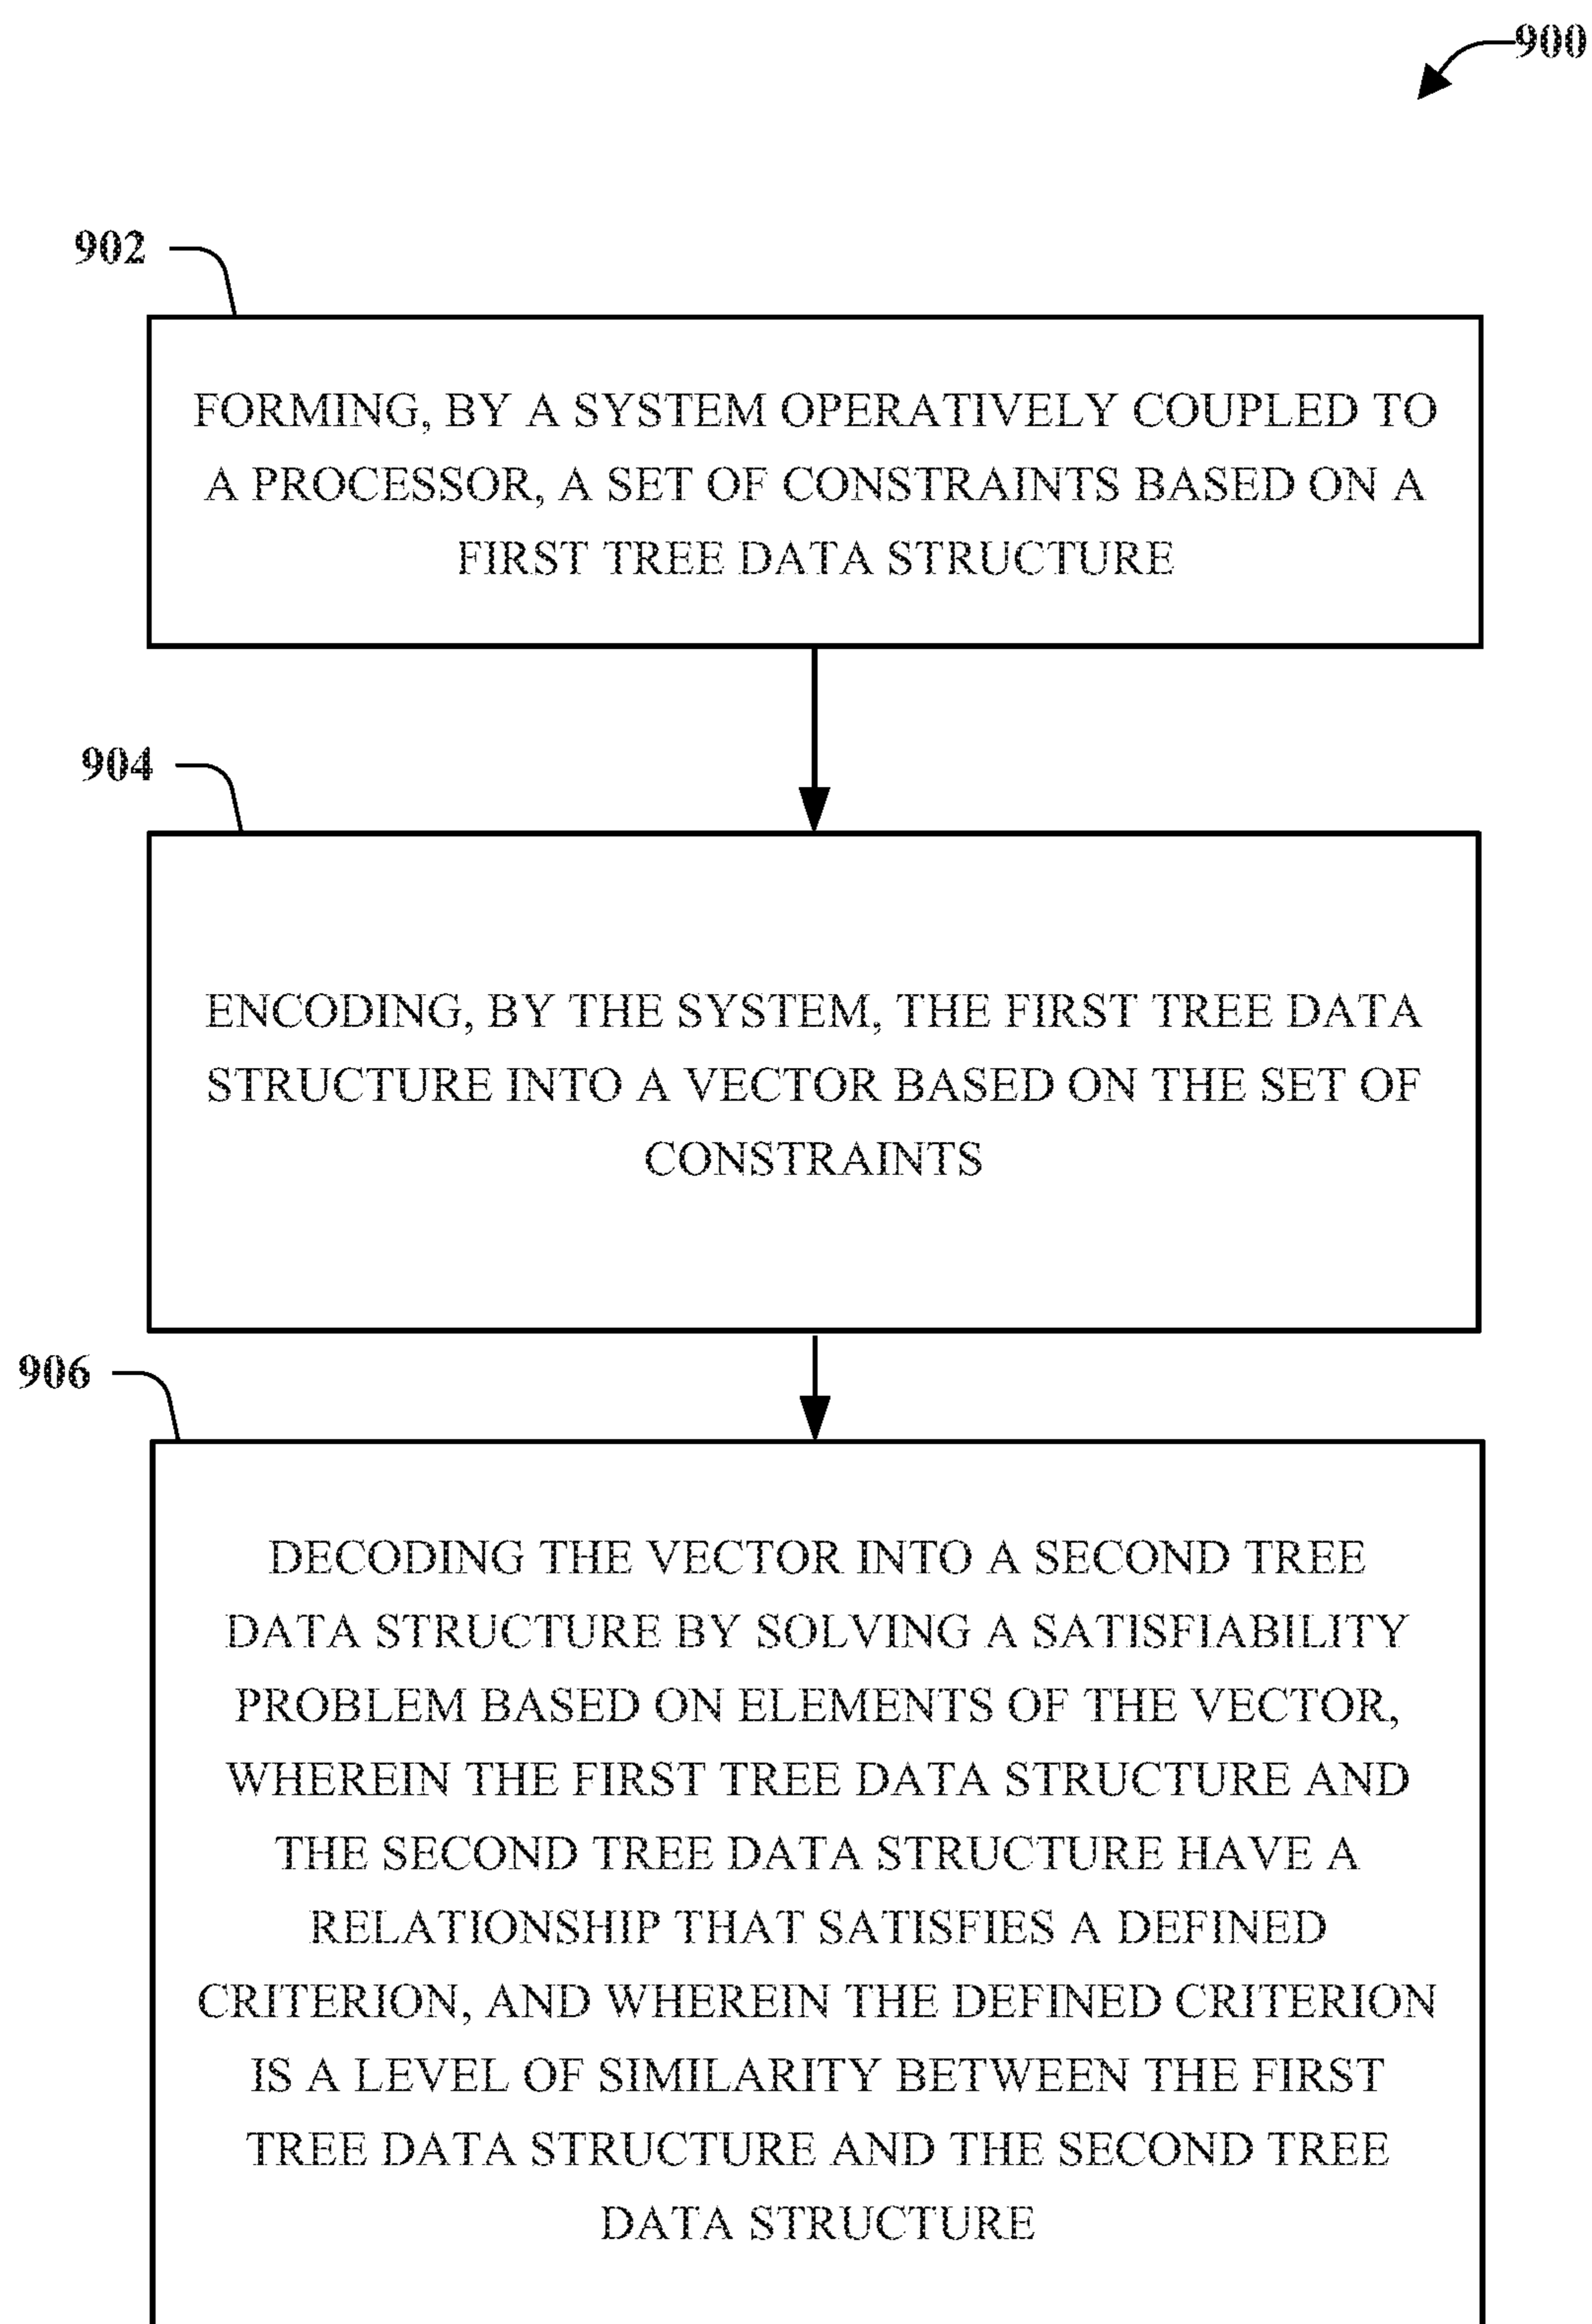 900
902
FORMING, BY A SYSTEM OPERATIVELY COUPLED TO
A PROCESSOR, A SET OF CONSTRAINTS BASED ON A
FIRST TREE DATA STRUCTURE
904
ENCODING, BY THE SYSTEM, THE FIRST TREE DATA
STRUCTURE INTO A VECTOR BASED ON THE SET OF
CONSTRAINTS
906
DECODING THE VECTOR INTO A SECOND TREE
DATA STRUCTURE BY SOLVING A SATISFIABILITY
PROBLEM BASED ON ELEMENTS OF THE VECTOR,
WHEREIN THE FIRST TREE DATA STRUCTURE AND
THE SECOND TREE DATA STRUCTURE HAVE A
RELATIONSHIP THAT SATISFIES A DEFINED
CRITERION, AND WHEREIN THE DEFINED CRITERION
IS A LEVEL OF SIMILARITY BETWEEN THE FIRST
TREE DATA STRUCTURE AND THE SECOND TREE
DATA STRUCTURE